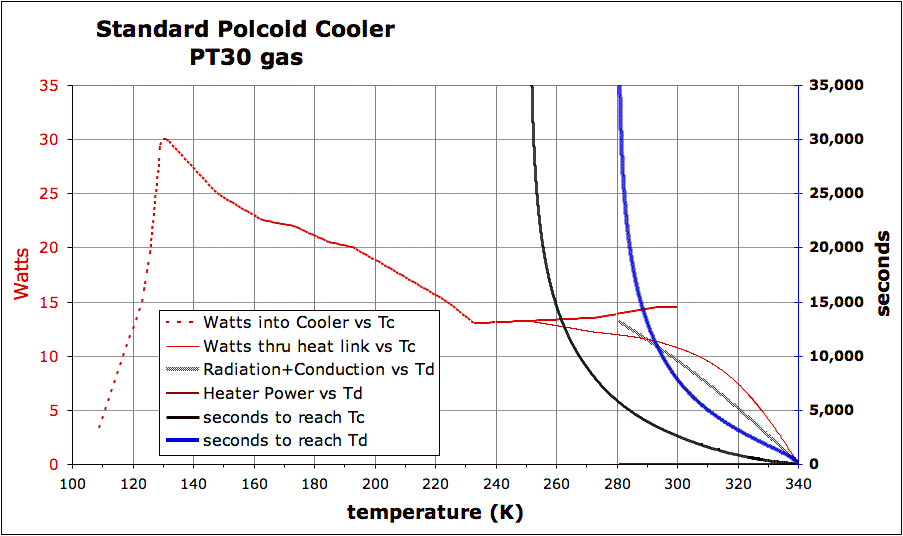 Standard Polcold Cooler
PT30 gas
35
30
25
20
15
10
5
0
Watts
35,000
30,000
25,000
20,000
15,000
10,000
5,000
0
seconds
Watts into Cooler vs Tc
Watts thru heat link vs Tc
Radiation+Conduction vs Td
Heater Power vs Td
seconds to reach Tc
seconds to reach Td
100 120 140 160 180 200 220 240 260 280 300 320 340
temperature (K)